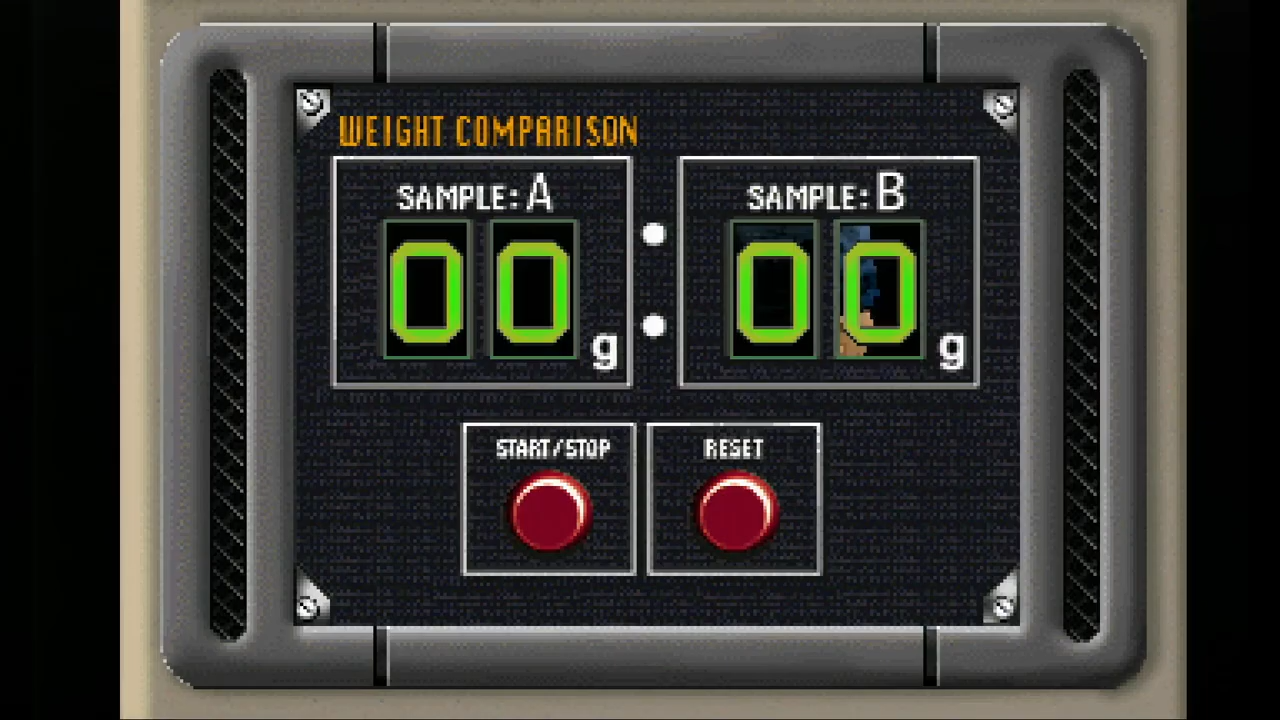 WEIGHT COMPARISON
SAMPLE: A
00 g
SAMPLE: B
00 g
START/STOP
RESET